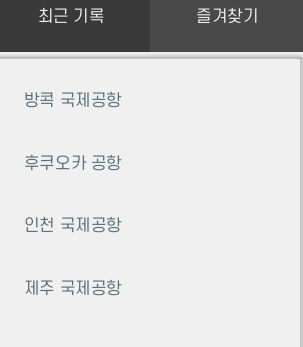 최근 기록
즐겨찾기
방콕 국제공항
후쿠오카 공항
인천 국제공항
제주 국제공항